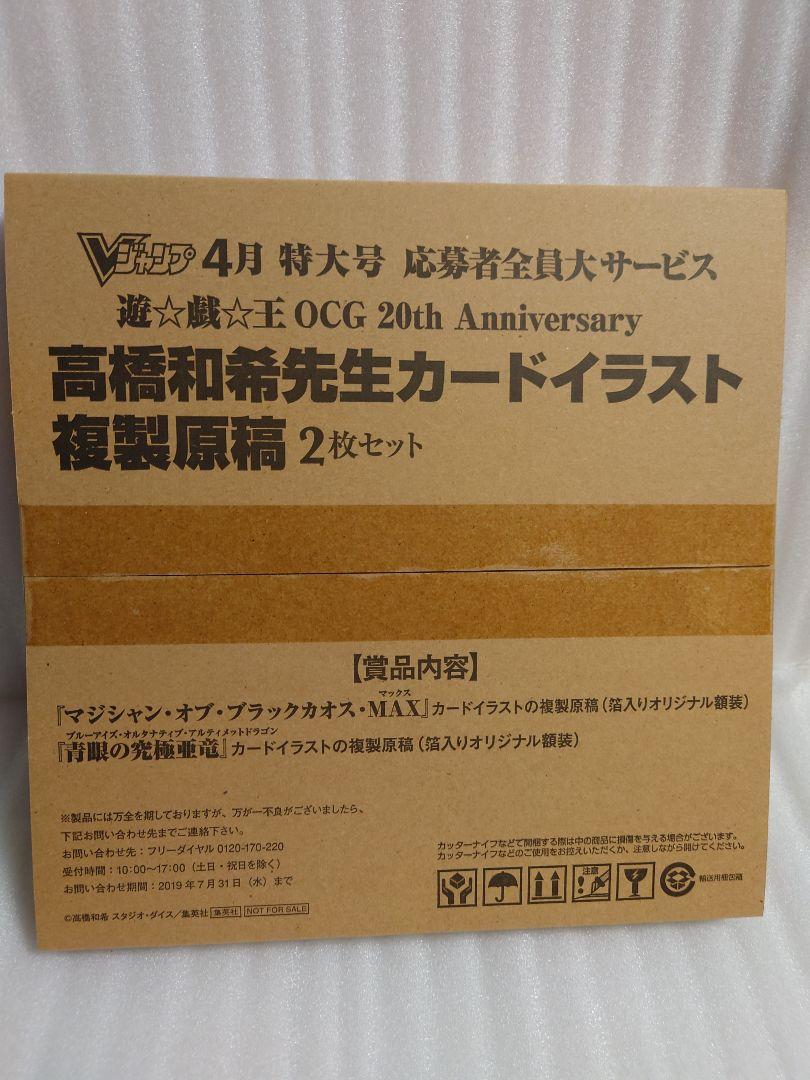 Vジャンプ 4月 特大号 応募者全員大サービス
遊☆戯☆王 OCG 20th Anniversary
高橋和希先生カードイラスト
複製原稿 2枚セット
【賞品内容】
マックス
『マジシャン・オブ・ブラックカオス・MAX』カードイラストの複製原稿（箔入りオリジナル額装）
ブルーアイズ・オルタナティブ・アルティメットドラゴン
『青眼の究極亜竜』カードイラストの複製原稿（箔入りオリジナル額装）
※製品には万全を期しておりますが、万が一不良がございましたら、
下記お問い合わせ先までご連絡下さい。
お問い合わせ先：フリーダイヤル 0120-170-220
受付時間：10：00〜17：00（土日・祝日を除く）
お問い合わせ期間：2019年7月31日（水）まで
©高橋和希 スタジオ・ダイス／集英社 集英社 NOT FOR SALE
カッターナイフなどで開梱する際は中の商品に損傷を与える場合がございます。
カッターナイフなどのご使用をお控えいただくか、注意しながら開けてください。
注意
輸送用梱包箱